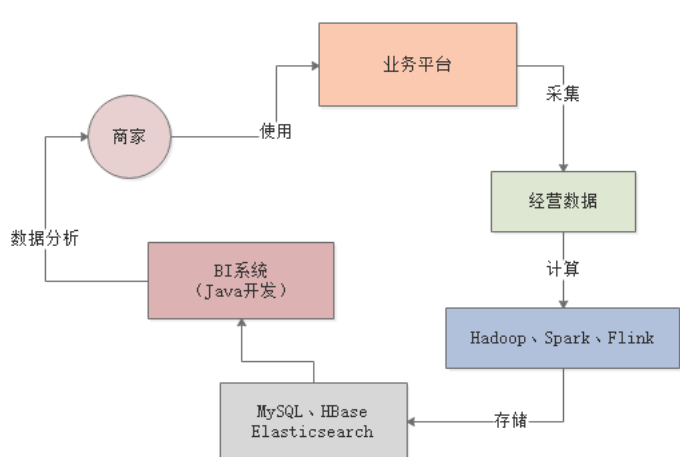 业务平台
采集
商家
使用
经营数据
数据分析
计算
BI系统
（Java开发）
Hadoop、Spark、Flink
MySQL、HBase
Elasticsearch
存储